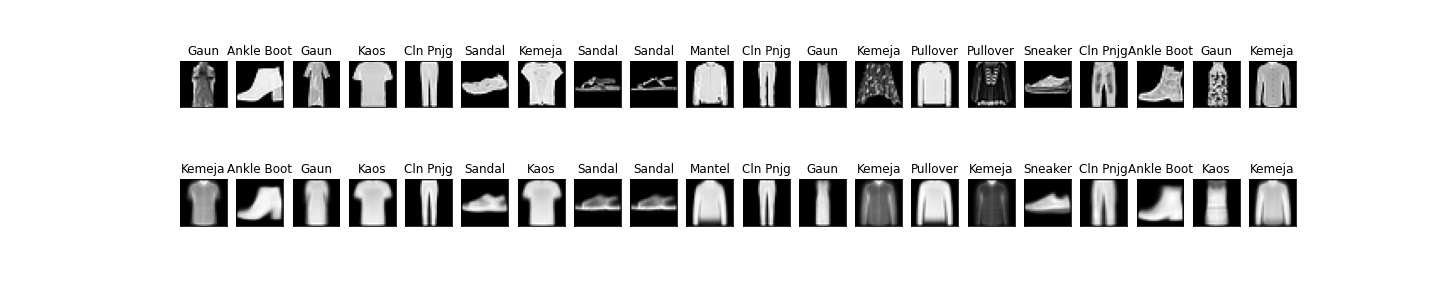 Gaun Ankle Boot Gaun Kaos Cln Pnjg Sandal Kemeja Sandal Sandal Mantel Cln Pnjg Gaun Kemeja Pullover Pullover Sneaker Cln Pnjg Ankle Boot Gaun Kemeja
Kemeja Ankle Boot Gaun Kaos Cln Pnjg Sandal Kaos Sandal Sandal Mantel Cln Pnjg Gaun Kemeja Pullover Kemeja Sneaker Cln Pnjg Ankle Boot Kaos Kemeja